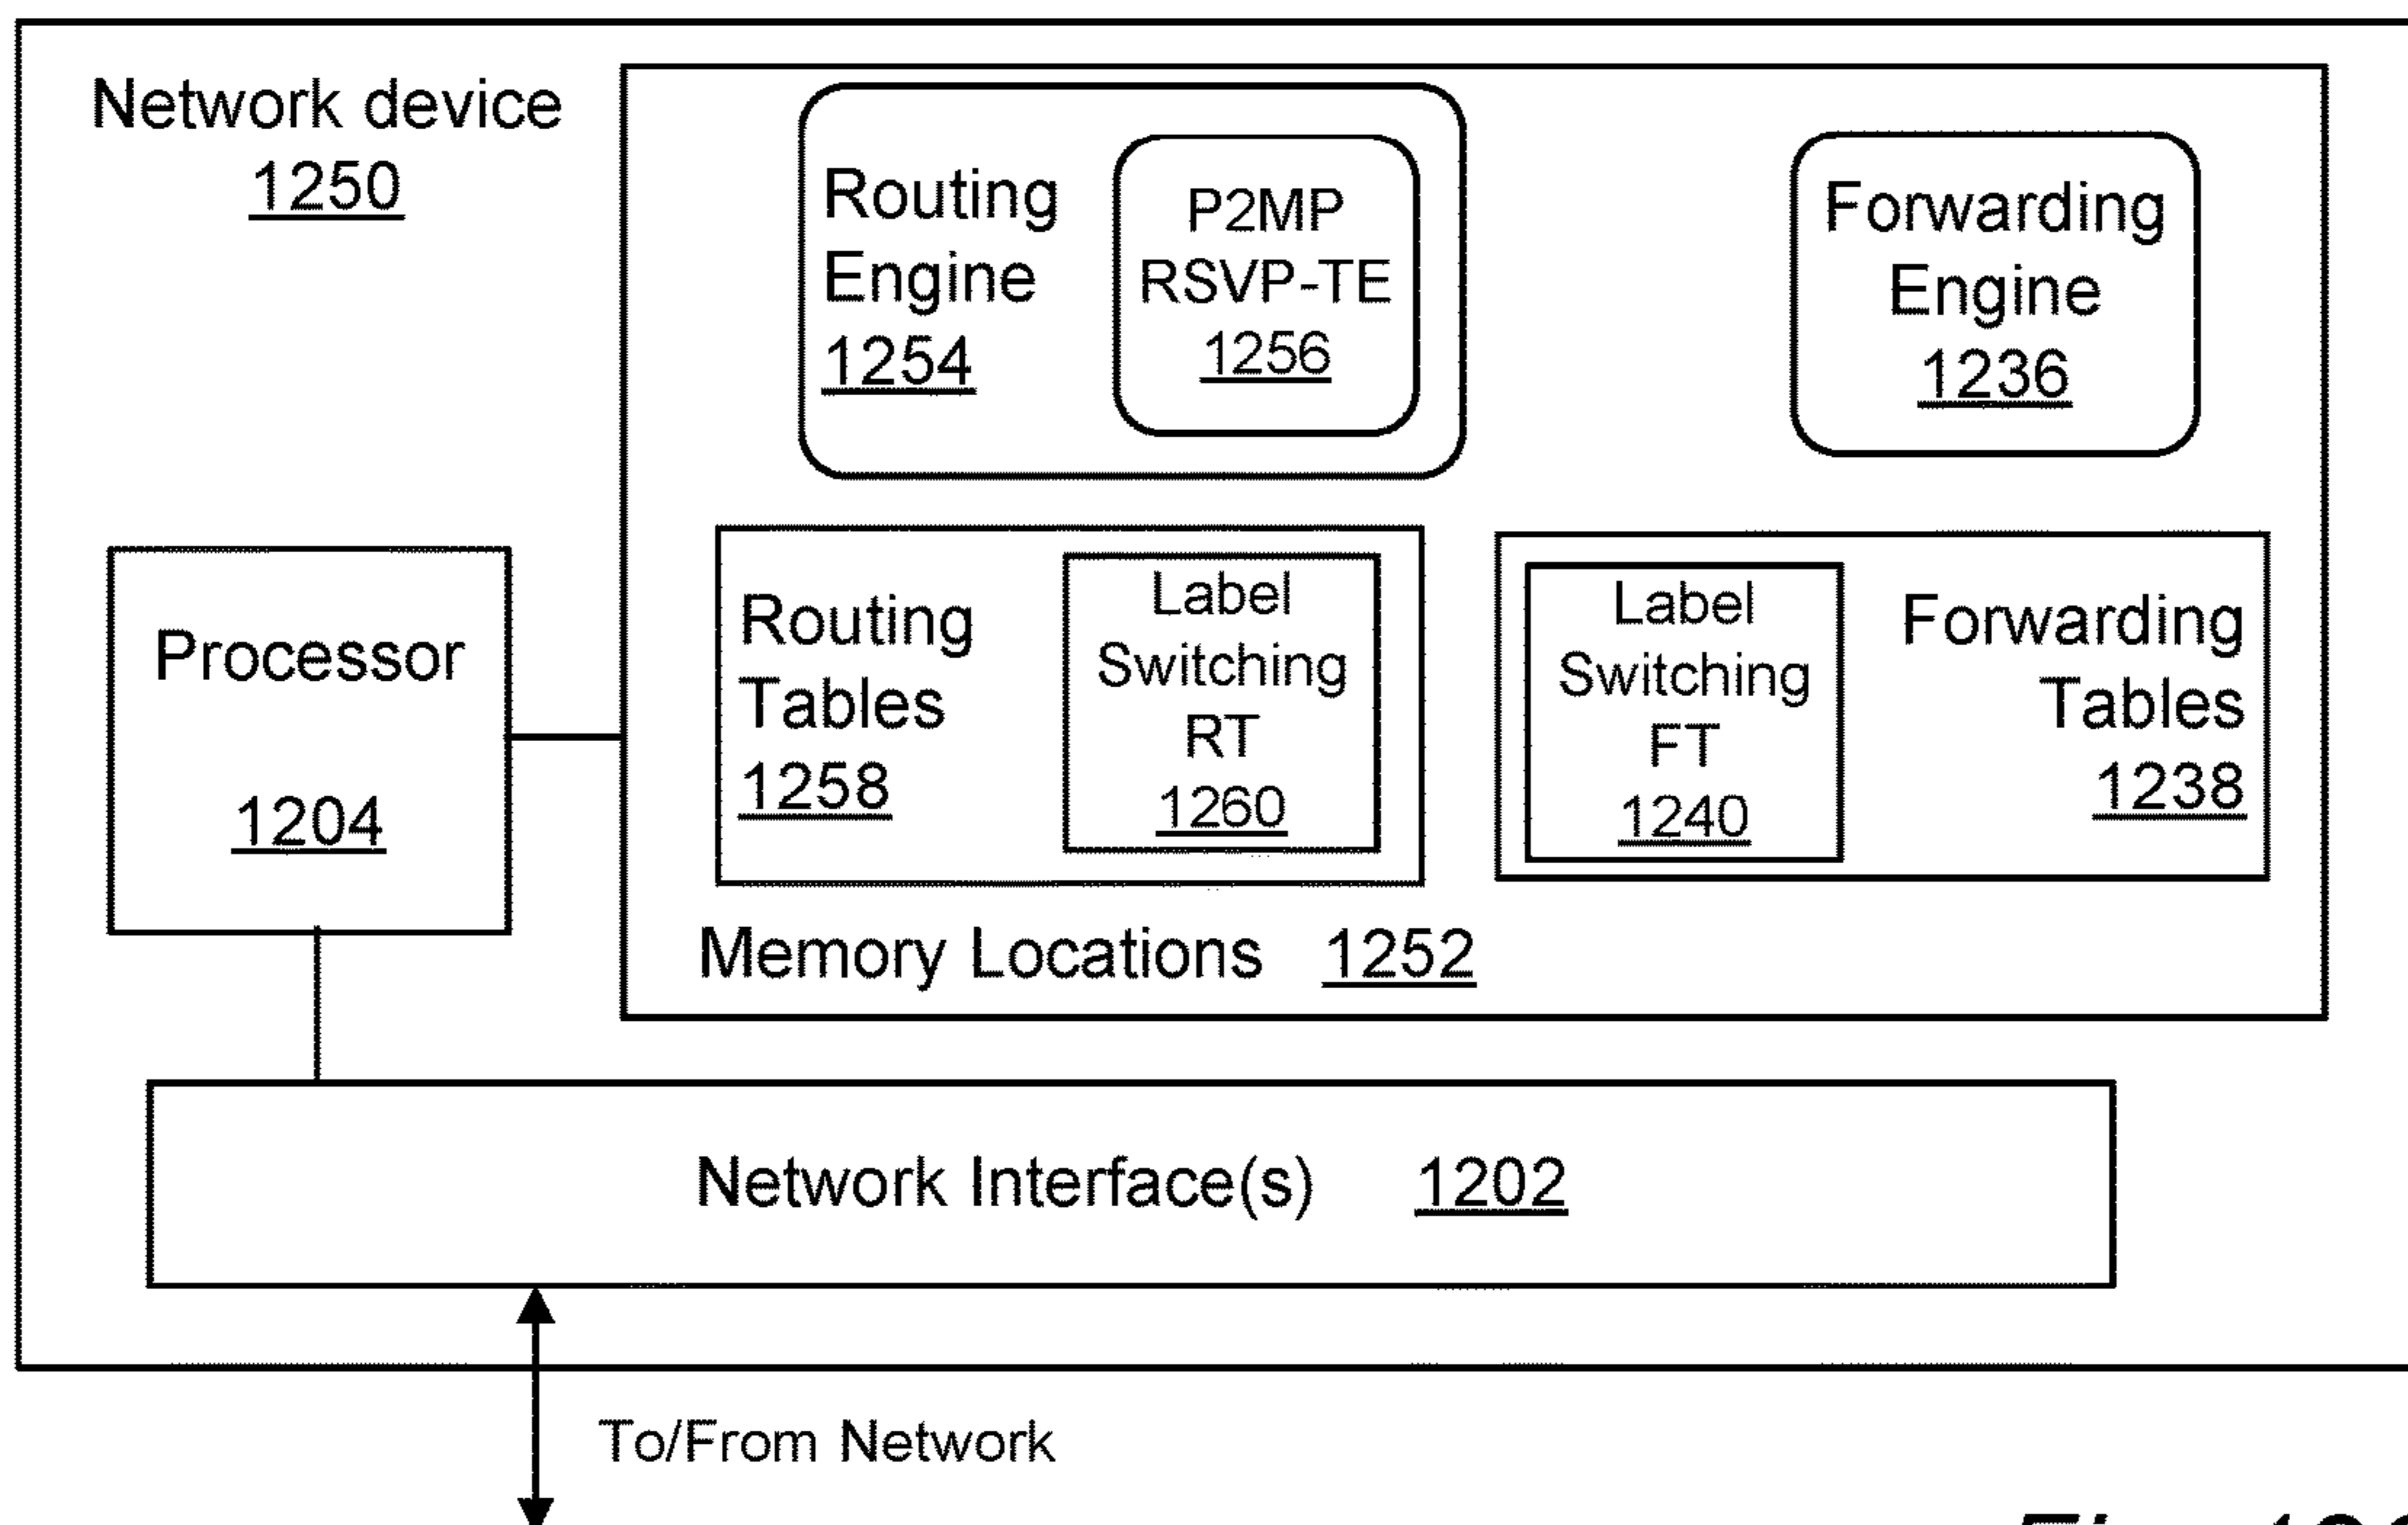 Network device
1250
Routing
Engine
1254
P2MP
RSVP-TE
1256
Forwarding
Engine
1236
Processor
1204
Routing
Tables
1258
Label
Switching
RT
1260
Label
Switching
FT
1240
Forwarding
Tables
1238
Memory Locations 1252
Network Interface(s) 1202
To/From Network